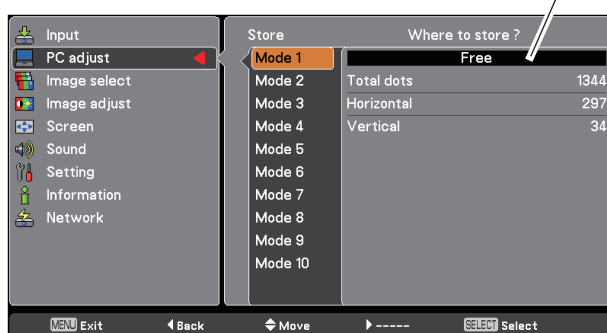 Input
PC adjust
Image select
Image adjust
Screen
Sound
Setting
Information
Network
Store
Mode 1
Mode 2
Mode 3
Mode 4
Mode 5
Mode 6
Mode 7
Mode 8
Mode 9
Mode 10
Where to store ?
Free
Total dots 1344
Horizontal 297
Vertical 34
MENU Exit Back Move ----- SELECT Select